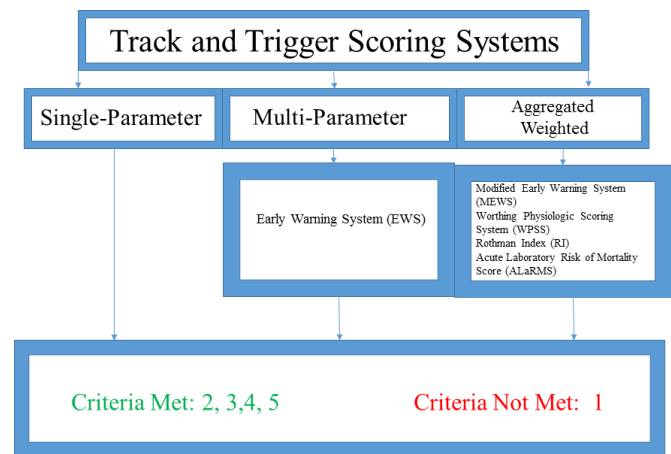 Track and Trigger Scoring Systems
Single-Parameter
Multi-Parameter
Aggregated
Weighted
Early Warning System (EWS)
Modified Early Warning System
(MEWS)
Worthing Physiologic Scoring
System (WPSS)
Rothman Index (RI)
Acute Laboratory Risk of Mortality
Score (ALaRMS)
Criteria Met: 2, 3,4, 5
Criteria Not Met: 1